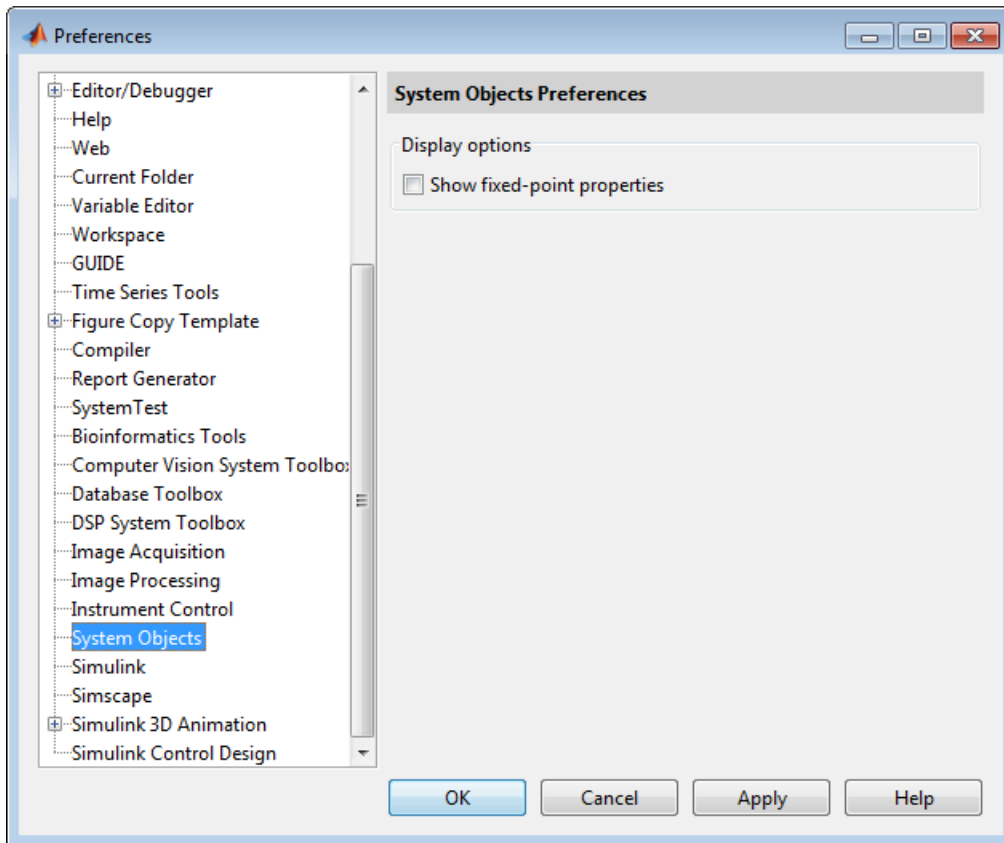 Preferences
Editor/Debugger
Help
Web
Current Folder
Variable Editor
Workspace
GUIDE
Time Series Tools
Figure Copy Template
Compiler
Report Generator
SystemTest
Bioinformatics Tools
Computer Vision System Toolbo
Database Toolbox
DSP System Toolbox
Image Acquisition
Image Processing
Instrument Control
System Objects
Simulink
Simscape
Simulink 3D Animation
Simulink Control Design
System Objects Preferences
Display options
Show fixed-point properties
OK
Cancel
Apply
Help